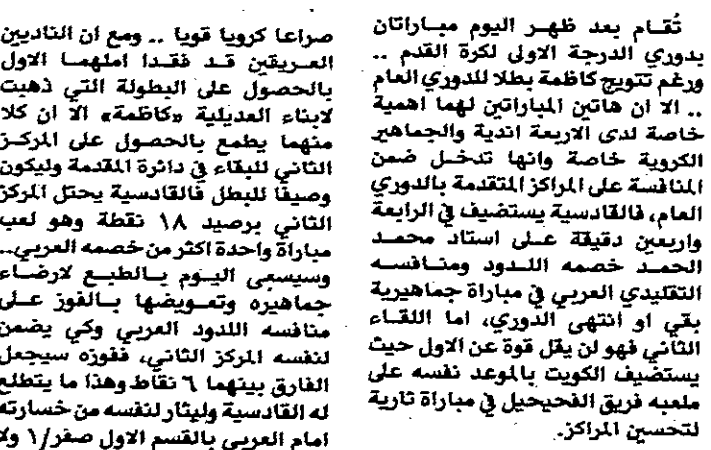 تُقام بعد ظهر اليوم مباراتان
بدوري الدرجة الاولى لكرة القدم ..
ورغم تتويج كاظمة بطلا للدوري العام
.. الا ان هاتين المباراتين لهما اهمية
خاصة لدى الاربعة اندية والجماهير
الكروية خاصة وانها تدخل ضمن
المنافسة على المراكز المتقدمة بالدوري
العام، فالقادسية يستضيف في الرابعة
واربعين دقيقة على استاد محمد
الحمد خصمه اللدود ومنافسه
التقليدي العربي في مباراة جماهيرية
بقي او انتهى الدوري، اما اللقاء
الثاني فهو لن يقل قوة عن الاول حيث
يستضيف الكويت بالموعد نفسه على
ملعبه فريق الفحيحيل في مباراة ثارية
لتحسين المراكز.
صراعا كرويا قويا .. ومع ان الناديين
العريقين قد فقدا املهما الاول
بالحصول على البطولة التي ذهبت
لابناء العديلية «كاظمة» الا ان كلا
منهما يطمع بالحصول على المركز
الثاني للبقاء في دائرة المقدمة وليكون
وصيفا للبطل فالقادسية يحتل المركز
الثاني برصيد ١٨ نقطة وهو لعب
مباراة واحدة اكثر من خصمه العربي..
وسيسعى اليوم بالطبع لارضاء
جماهيره وتعويضها بالفوز على
منافسه اللدود العربي وكي يضمن
لنفسه المركز الثاني، ففوزه سيجعل
الفارق بينهما ٦ نقاط وهذا ما يتطلع
له القادسية وليثار لنفسه من خسارته
امام العربي بالقسم الاول صفر/١ ولا